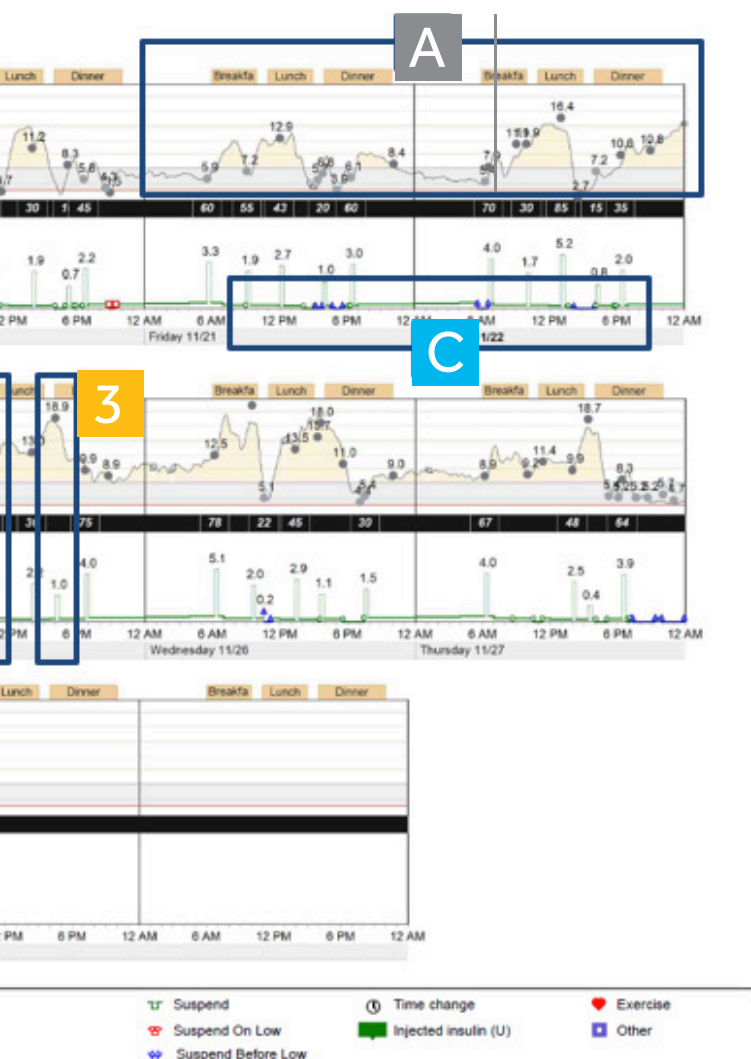 A
Lunch Dinner Breakfa Lunch Dinner Breakfa Lunch Dinner
11.2 8.3 5.8 5.9 7.2 12.9 6.1 8.4 16.4 2.7 7.2 10.6 10.8
30 45 60 55 43 20 60 70 30 85 15 35
1.9 0.7 2.2 3.3 1.9 2.7 1.0 3.0 4.0 1.7 5.2 0.8 2.0
6 PM 12 AM 6 AM 12 PM 6 PM 12 PM 6 PM 12 AM
Friday 11/21 1/22
C
3
Breakfa Lunch Dinner Breakfa Lunch Dinner
18.9 8.9 12.5 5.1 13.5 18.0 11.0 9.0 8.9 11.4 9.9 18.7 8.3
75 78 22 45 30 67 48 64
1.0 4.0 5.1 2.0 0.2 2.9 1.1 1.5 4.0 2.5 0.4 3.9
12 AM 6 AM 12 PM 6 PM 12 AM 6 AM 12 PM 6 PM 12 AM
Wednesday 11/26 Thursday 11/27
Lunch Dinner Breakfa Lunch Dinner
PM 6 PM 12 AM 6 AM 12 PM 6 PM 12 AM
Suspend Time change Exercise
Suspend On Low Injected insulin (U) Other
Suspend Before Low